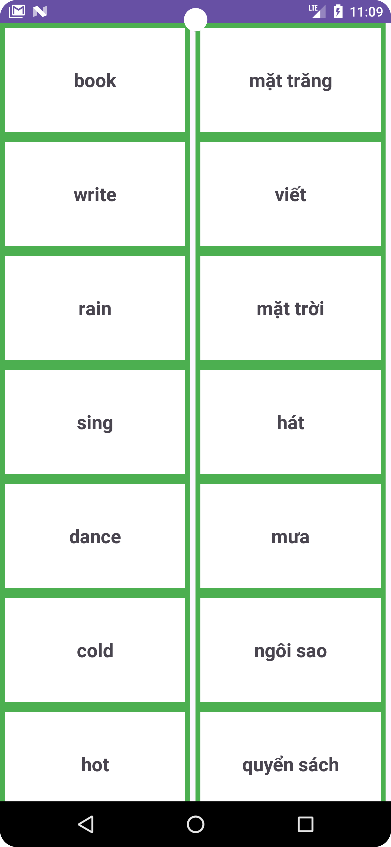 LTE 11:09
book
mặt trăng
write
viết
rain
mặt trời
sing
hát
dance
mưa
cold
ngôi sao
hot
quyển sách